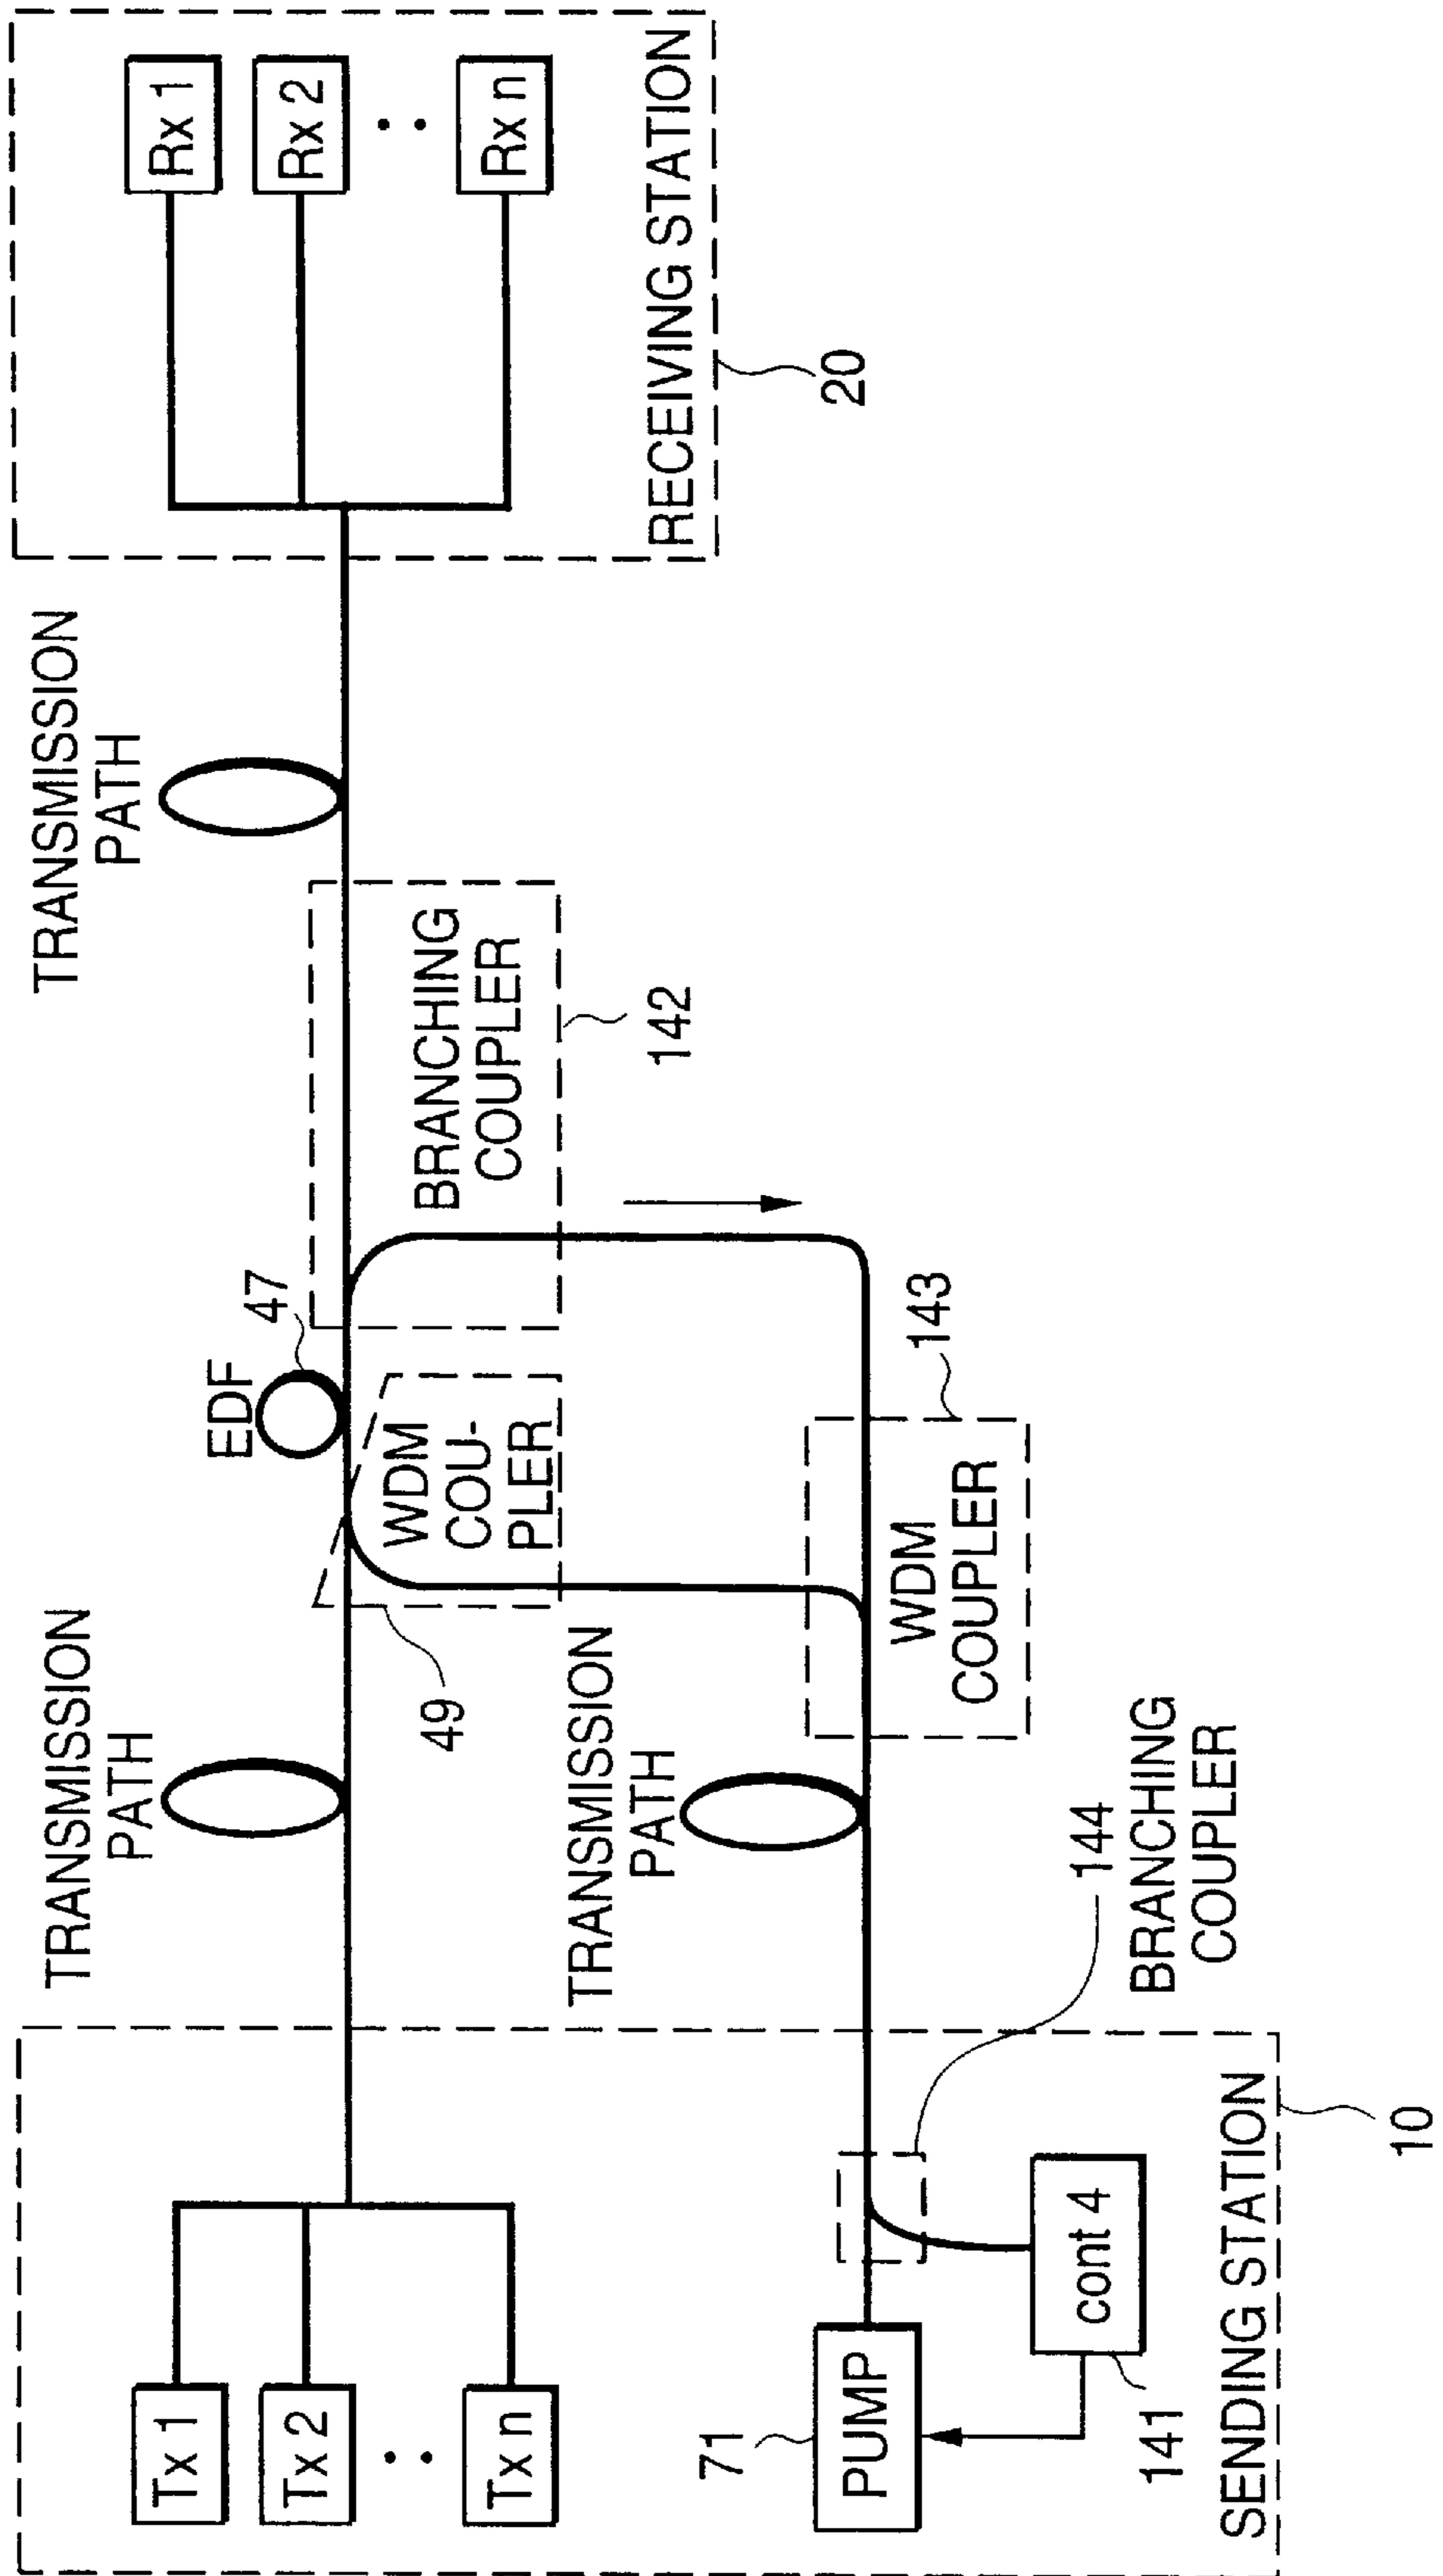 Tx 1
Tx 2
Tx n
71
PUMP
cont 4
141
SENDING STATION
10
TRANSMISSION
PATH
TRANSMISSION
PATH
144
BRANCHING
COUPLER
49
WDM
COU-
PLER
EDF
47
WDM
COUPLER
143
BRANCHING
COUPLER
142
TRANSMISSION
PATH
Rx 1
Rx 2
Rx n
RECEIVING STATION
20